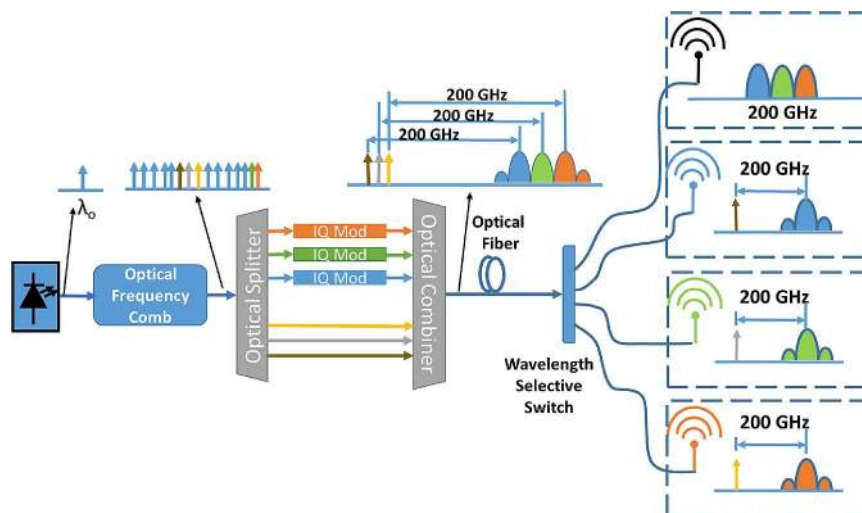 200 GHz
200 GHz
200 GHz
λo
Optical
Frequency
Comb
Optical Splitter
IQ Mod
IQ Mod
IQ Mod
Optical Combiner
Optical
Fiber
Wavelength
Selective
Switch
200 GHz
200 GHz
200 GHz
200 GHz